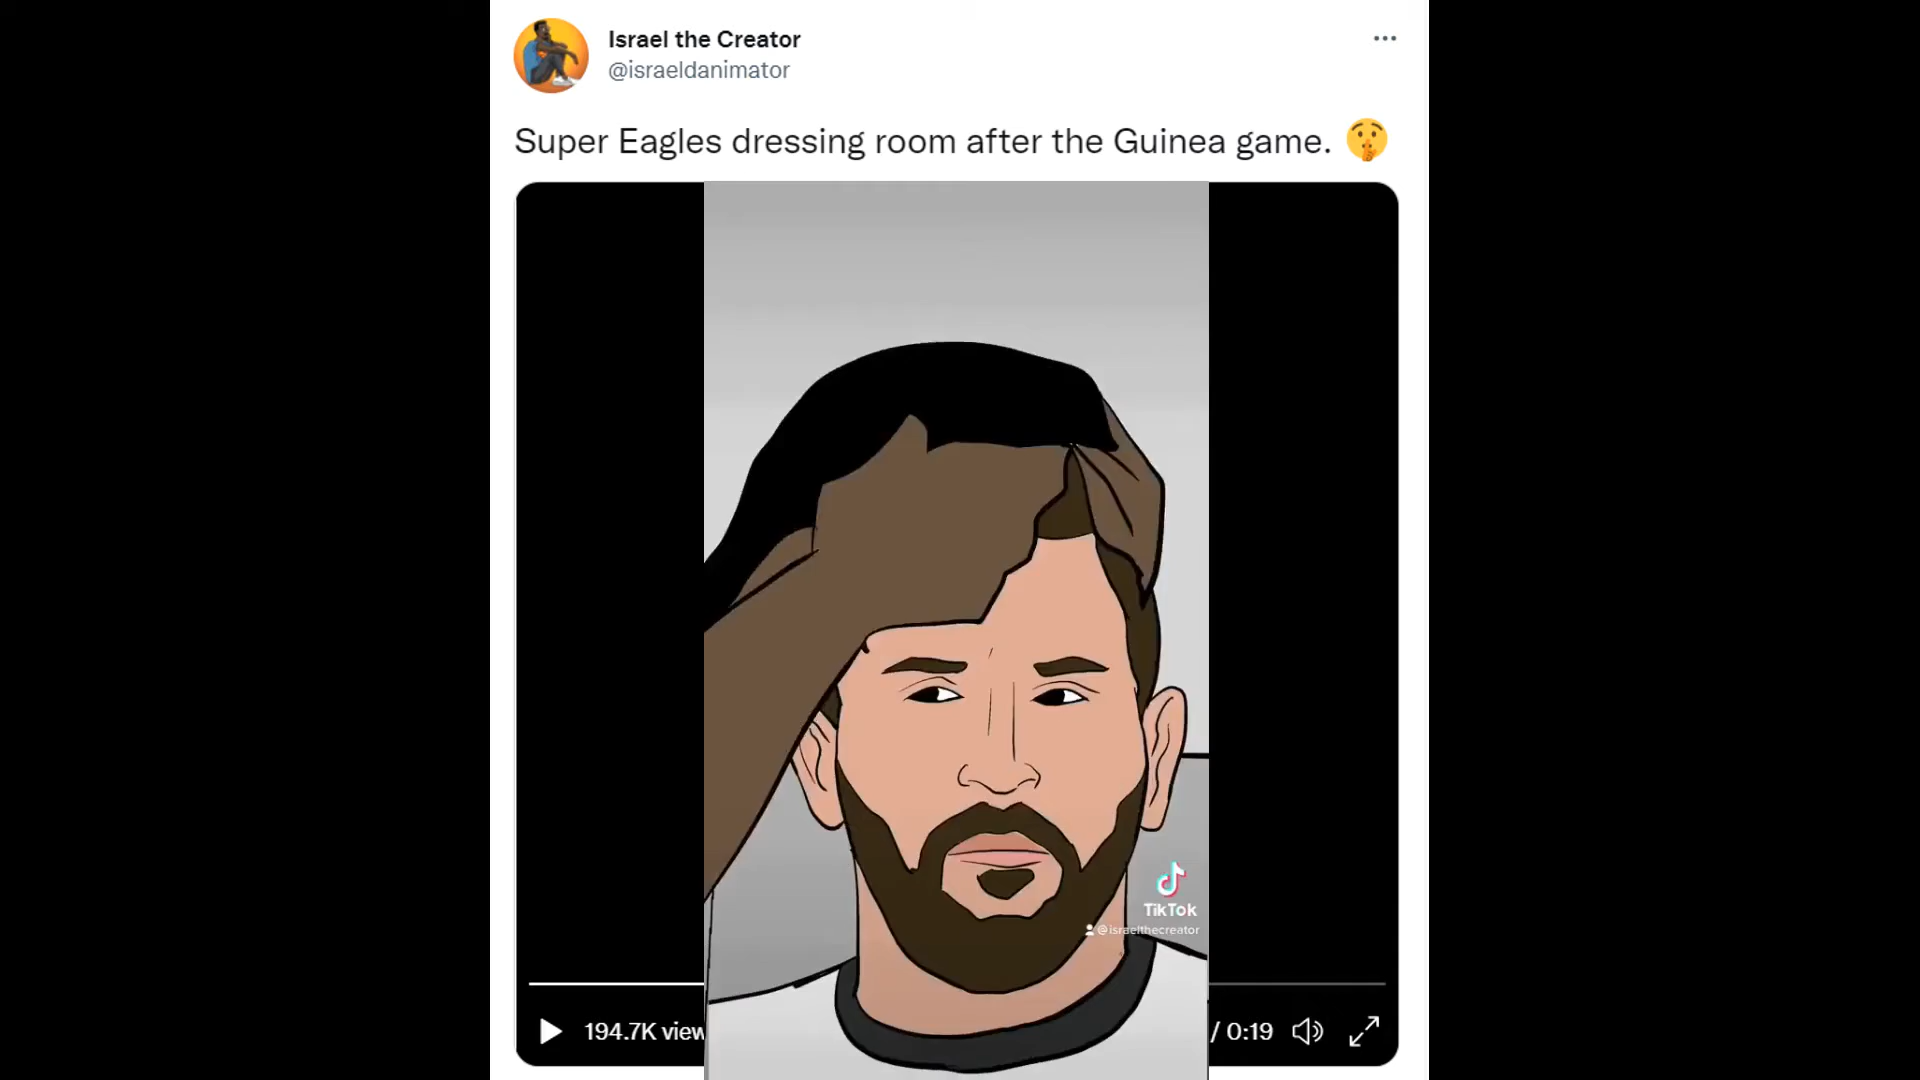 Israel the Creator
@israeldanimator
Super Eagles dressing room after the Guinea game. 🤫
TikTok
@israelthecreator
194.7K view
/ 0:19